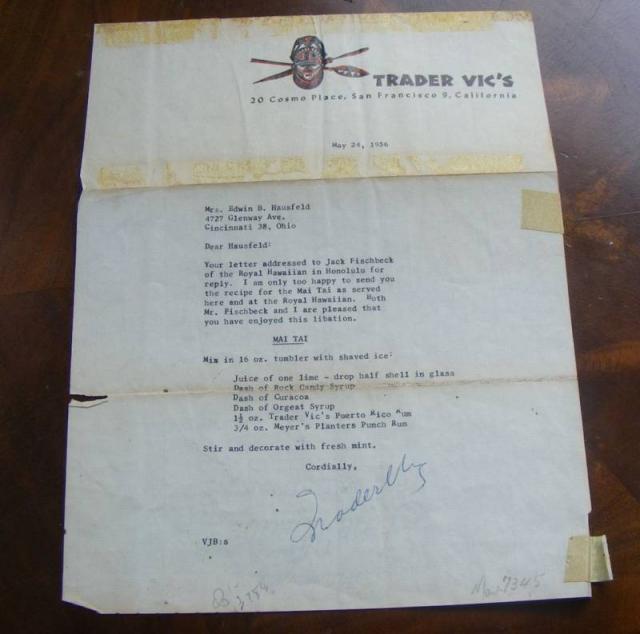 TRADER VIC'S
20 Cosmo Place, San Francisco 9, California
May 24, 1956
Mrs. Edwin B. Hausfeld
4727 Glenway Ave.
Cincinnati 38, Ohio
Dear Hausfeld:
Your letter addressed to Jack Fischbeck
of the Royal Hawaiian in Honolulu for
reply. I am only too happy to send you
the recipe for the Mai Tai as served
here and at the Royal Hawaiian. Both
Mr. Fischbeck and I are pleased that
you have enjoyed this libation.
MAI TAI
Mix in 16 oz. tumbler with shaved ice:
Juice of one lime - drop half shell in glass
Dash of Rock Candy Syrup
Dash of Curacoa
Dash of Orgeat Syrup
1½ oz. Trader Vic's Puerto Rico Rum
3/4 oz. Meyer's Planters Punch Rum
Stir and decorate with fresh mint.
Cordially,
Trader Vic
VJB:s